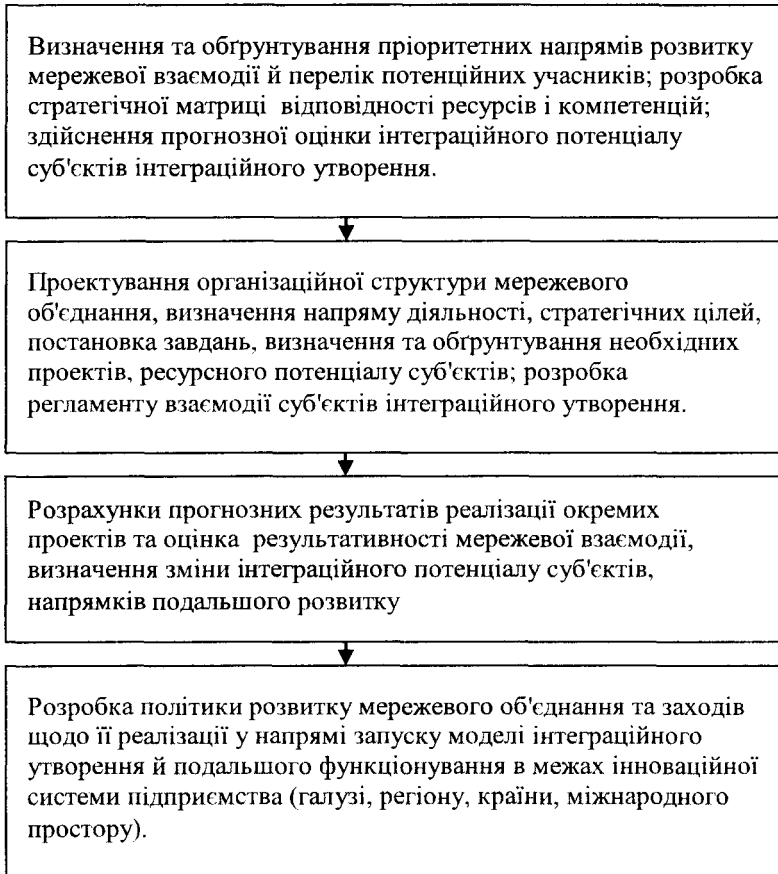 Визначення та обґрунтування пріоритетних напрямів розвитку
мережевої взаємодії й перелік потенційних учасників; розробка
стратегічної матриці відповідності ресурсів і компетенцій;
здійснення прогнозної оцінки інтеграційного потенціалу
суб'єктів інтеграційного утворення.
Проектування організаційної структури мережевого
об'єднання, визначення напряму діяльності, стратегічних цілей,
постановка завдань, визначення та обґрунтування необхідних
проектів, ресурсного потенціалу суб'єктів; розробка
регламенту взаємодії суб'єктів інтеграційного утворення.
Розрахунки прогнозних результатів реалізації окремих
проектів та оцінка результативності мережевої взаємодії,
визначення зміни інтеграційного потенціалу суб'єктів,
напрямків подальшого розвитку
Розробка політики розвитку мережевого об'єднання та заходів
щодо її реалізації у напрямі запуску моделі інтеграційного
утворення й подальшого функціонування в межах інноваційної
системи підприємства (галузі, регіону, країни, міжнародного
простору).